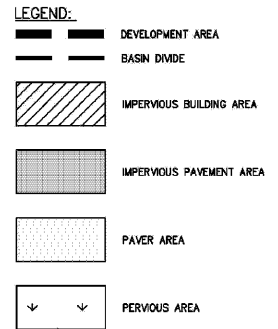 LEGEND:
DEVELOPMENT AREA
BASIN DIVIDE
IMPERVIOUS BUILDING AREA
IMPERVIOUS PAVEMENT AREA
PAVER AREA
PERVIOUS AREA